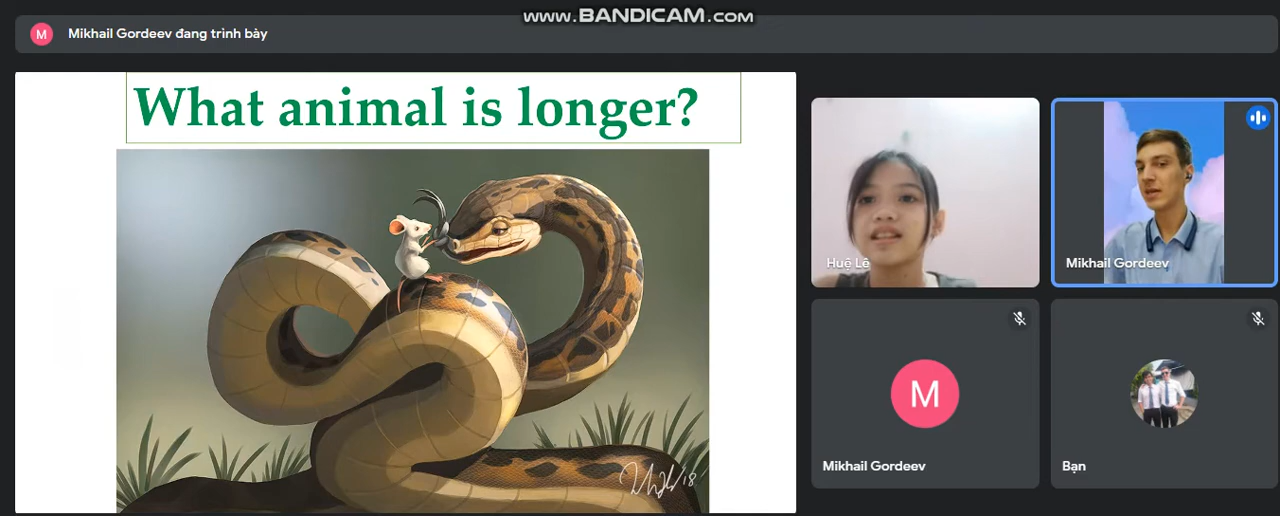 www.BANDICAM.com
M
Mikhail Gordeev đang trình bày
What animal is longer?
Huệ Lê
Mikhail Gordeev
M
Mikhail Gordeev
Bạn